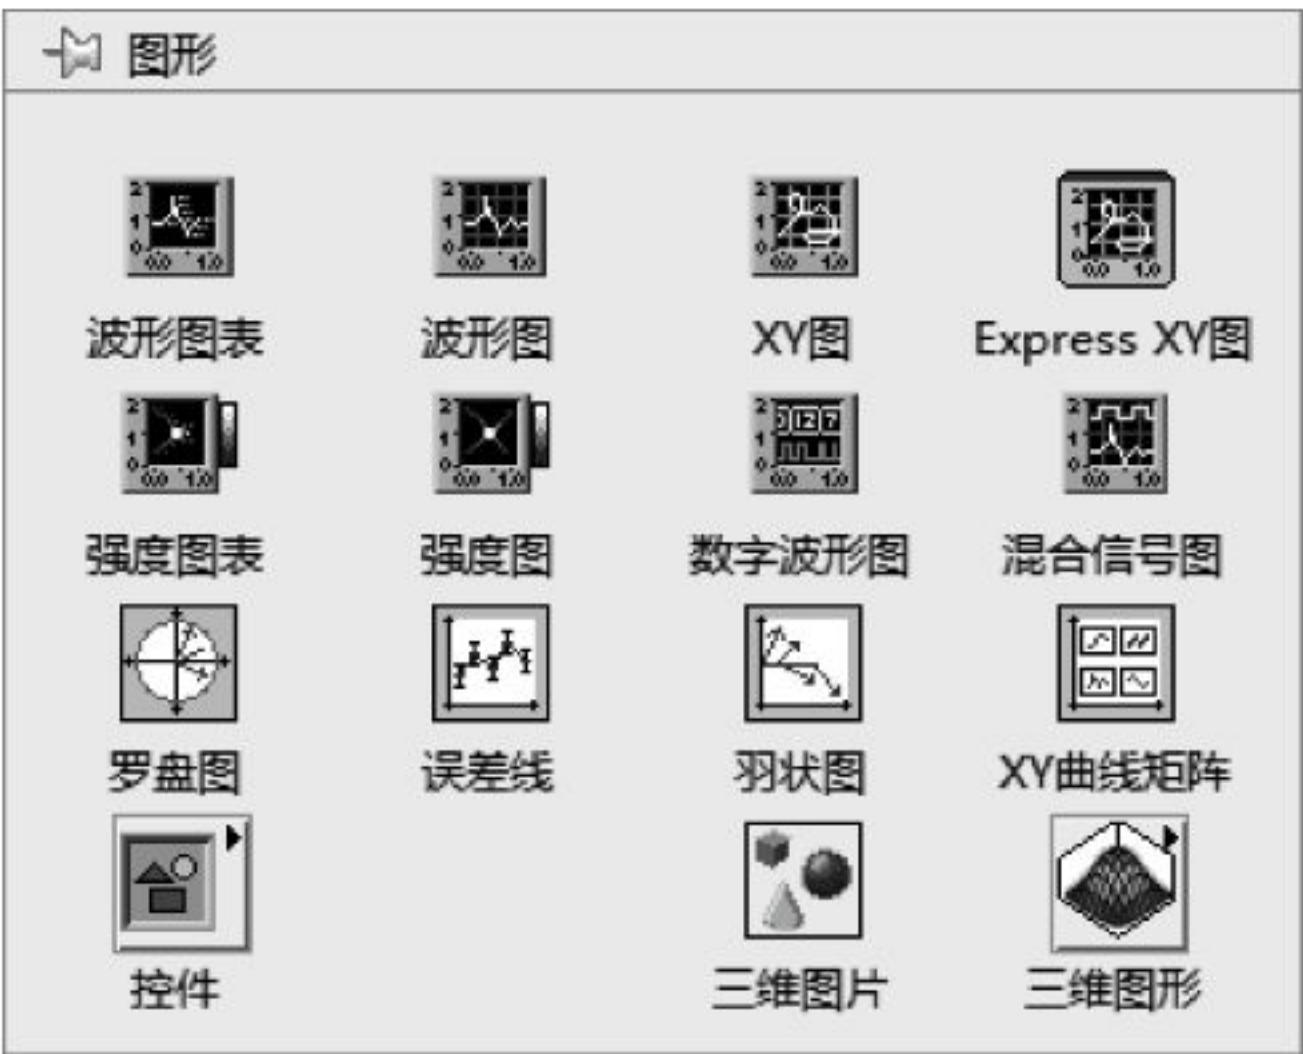 图形
波形图表 波形图 XY图 Express XY图
强度图表 强度图 数字波形图 混合信号图
罗盘图 误差线 羽状图 XY曲线矩阵
控件 三维图片 三维图形